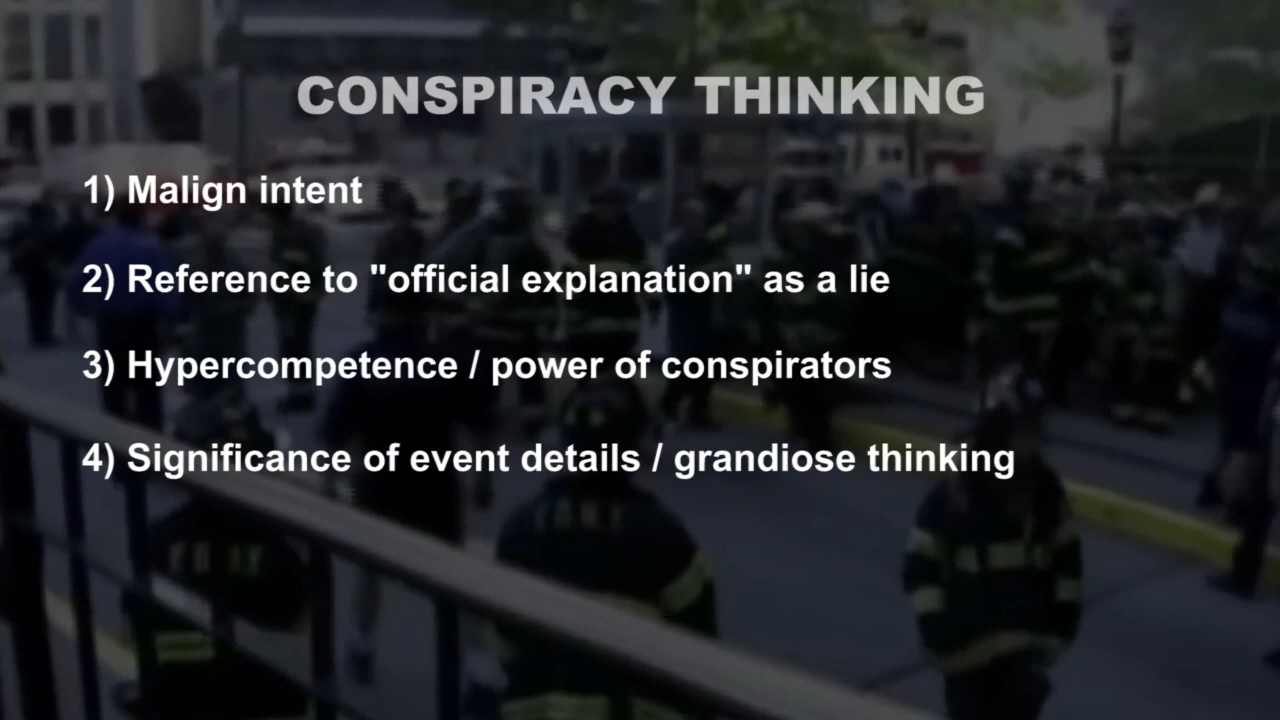 CONSPIRACY THINKING
1) Malign intent
2) Reference to "official explanation" as a lie
3) Hypercompetence / power of conspirators
4) Significance of event details / grandiose thinking